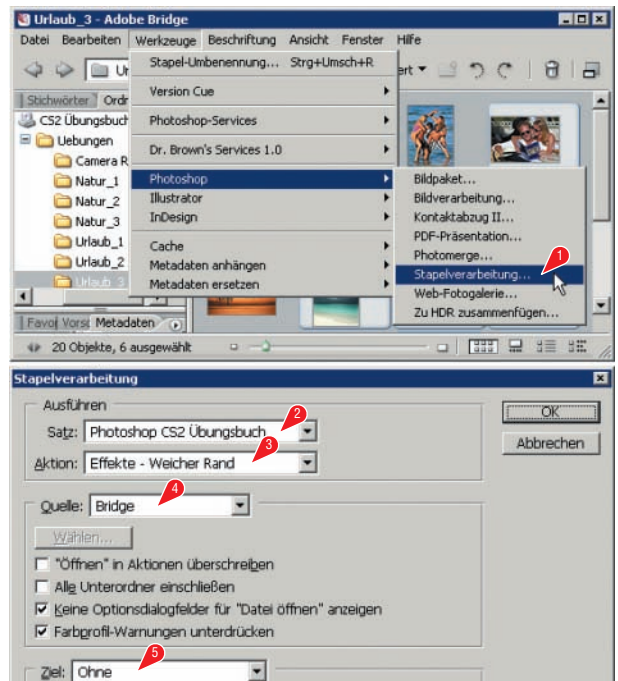 Urlaub_3 - Adobe Bridge
Datei Bearbeiten Werkzeuge Beschriftung Ansicht Fenster Hilfe
Ur
ert
Stapel-Umbenennung... Strg+Umsch+R
Version Cue
Photoshop-Services
Dr. Brown's Services 1.0
Photoshop
Illustrator
InDesign
Cache
Metadaten anhängen
Metadaten ersetzen
Stichwörter Ordr
CS2 Übungsbuch
Uebungen
Camera R
Natur_1
Natur_2
Natur_3
Urlaub_1
Urlaub_2
Urlaub_3
Bildpaket...
Bildverarbeitung...
Kontaktabzug II...
PDF-Präsentation...
Photomerge...
1
Stapelverarbeitung...
Web-Fotogalerie...
Zu HDR zusammenfügen...
Favo Vors Metadaten
20 Objekte, 6 ausgewählt
Stapelverarbeitung
Ausführen
2
Satz: Photoshop CS2 Übungsbuch
3
Aktion: Effekte - Weicher Rand
OK
Abbrechen
4
Quelle: Bridge
Wählen...
"Öffnen" in Aktionen überschreiben
Alle Unterordner einschließen
Keine Optionsdialogfelder für "Datei öffnen" anzeigen
Farbprofil-Warnungen unterdrücken
5
Ziel: Ohne